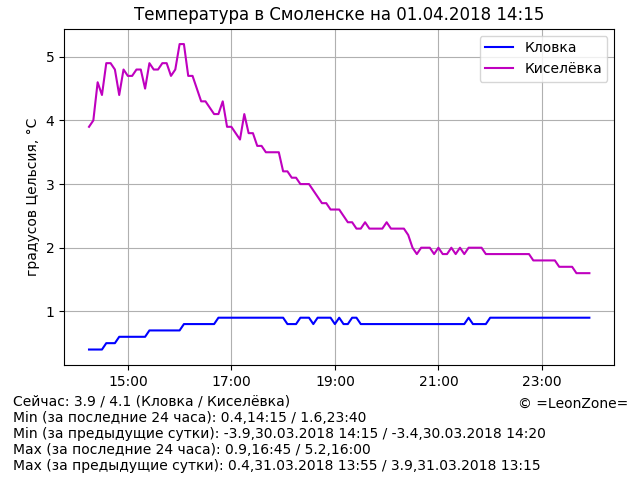 Температура в Смоленске на 01.04.2018 14:15
Кловка
Киселёвка
градусов Цельсия, °C
5
4
3
2
1
15:00 17:00 19:00 21:00 23:00
Сейчас: 3.9 / 4.1 (Кловка / Киселёвка)
© =LeonZone=
Min (за последние 24 часа): 0.4,14:15 / 1.6,23:40
Min (за предыдущие сутки): -3.9,30.03.2018 14:15 / -3.4,30.03.2018 14:20
Max (за последние 24 часа): 0.9,16:45 / 5.2,16:00
Max (за предыдущие сутки): 0.4,31.03.2018 13:55 / 3.9,31.03.2018 13:15